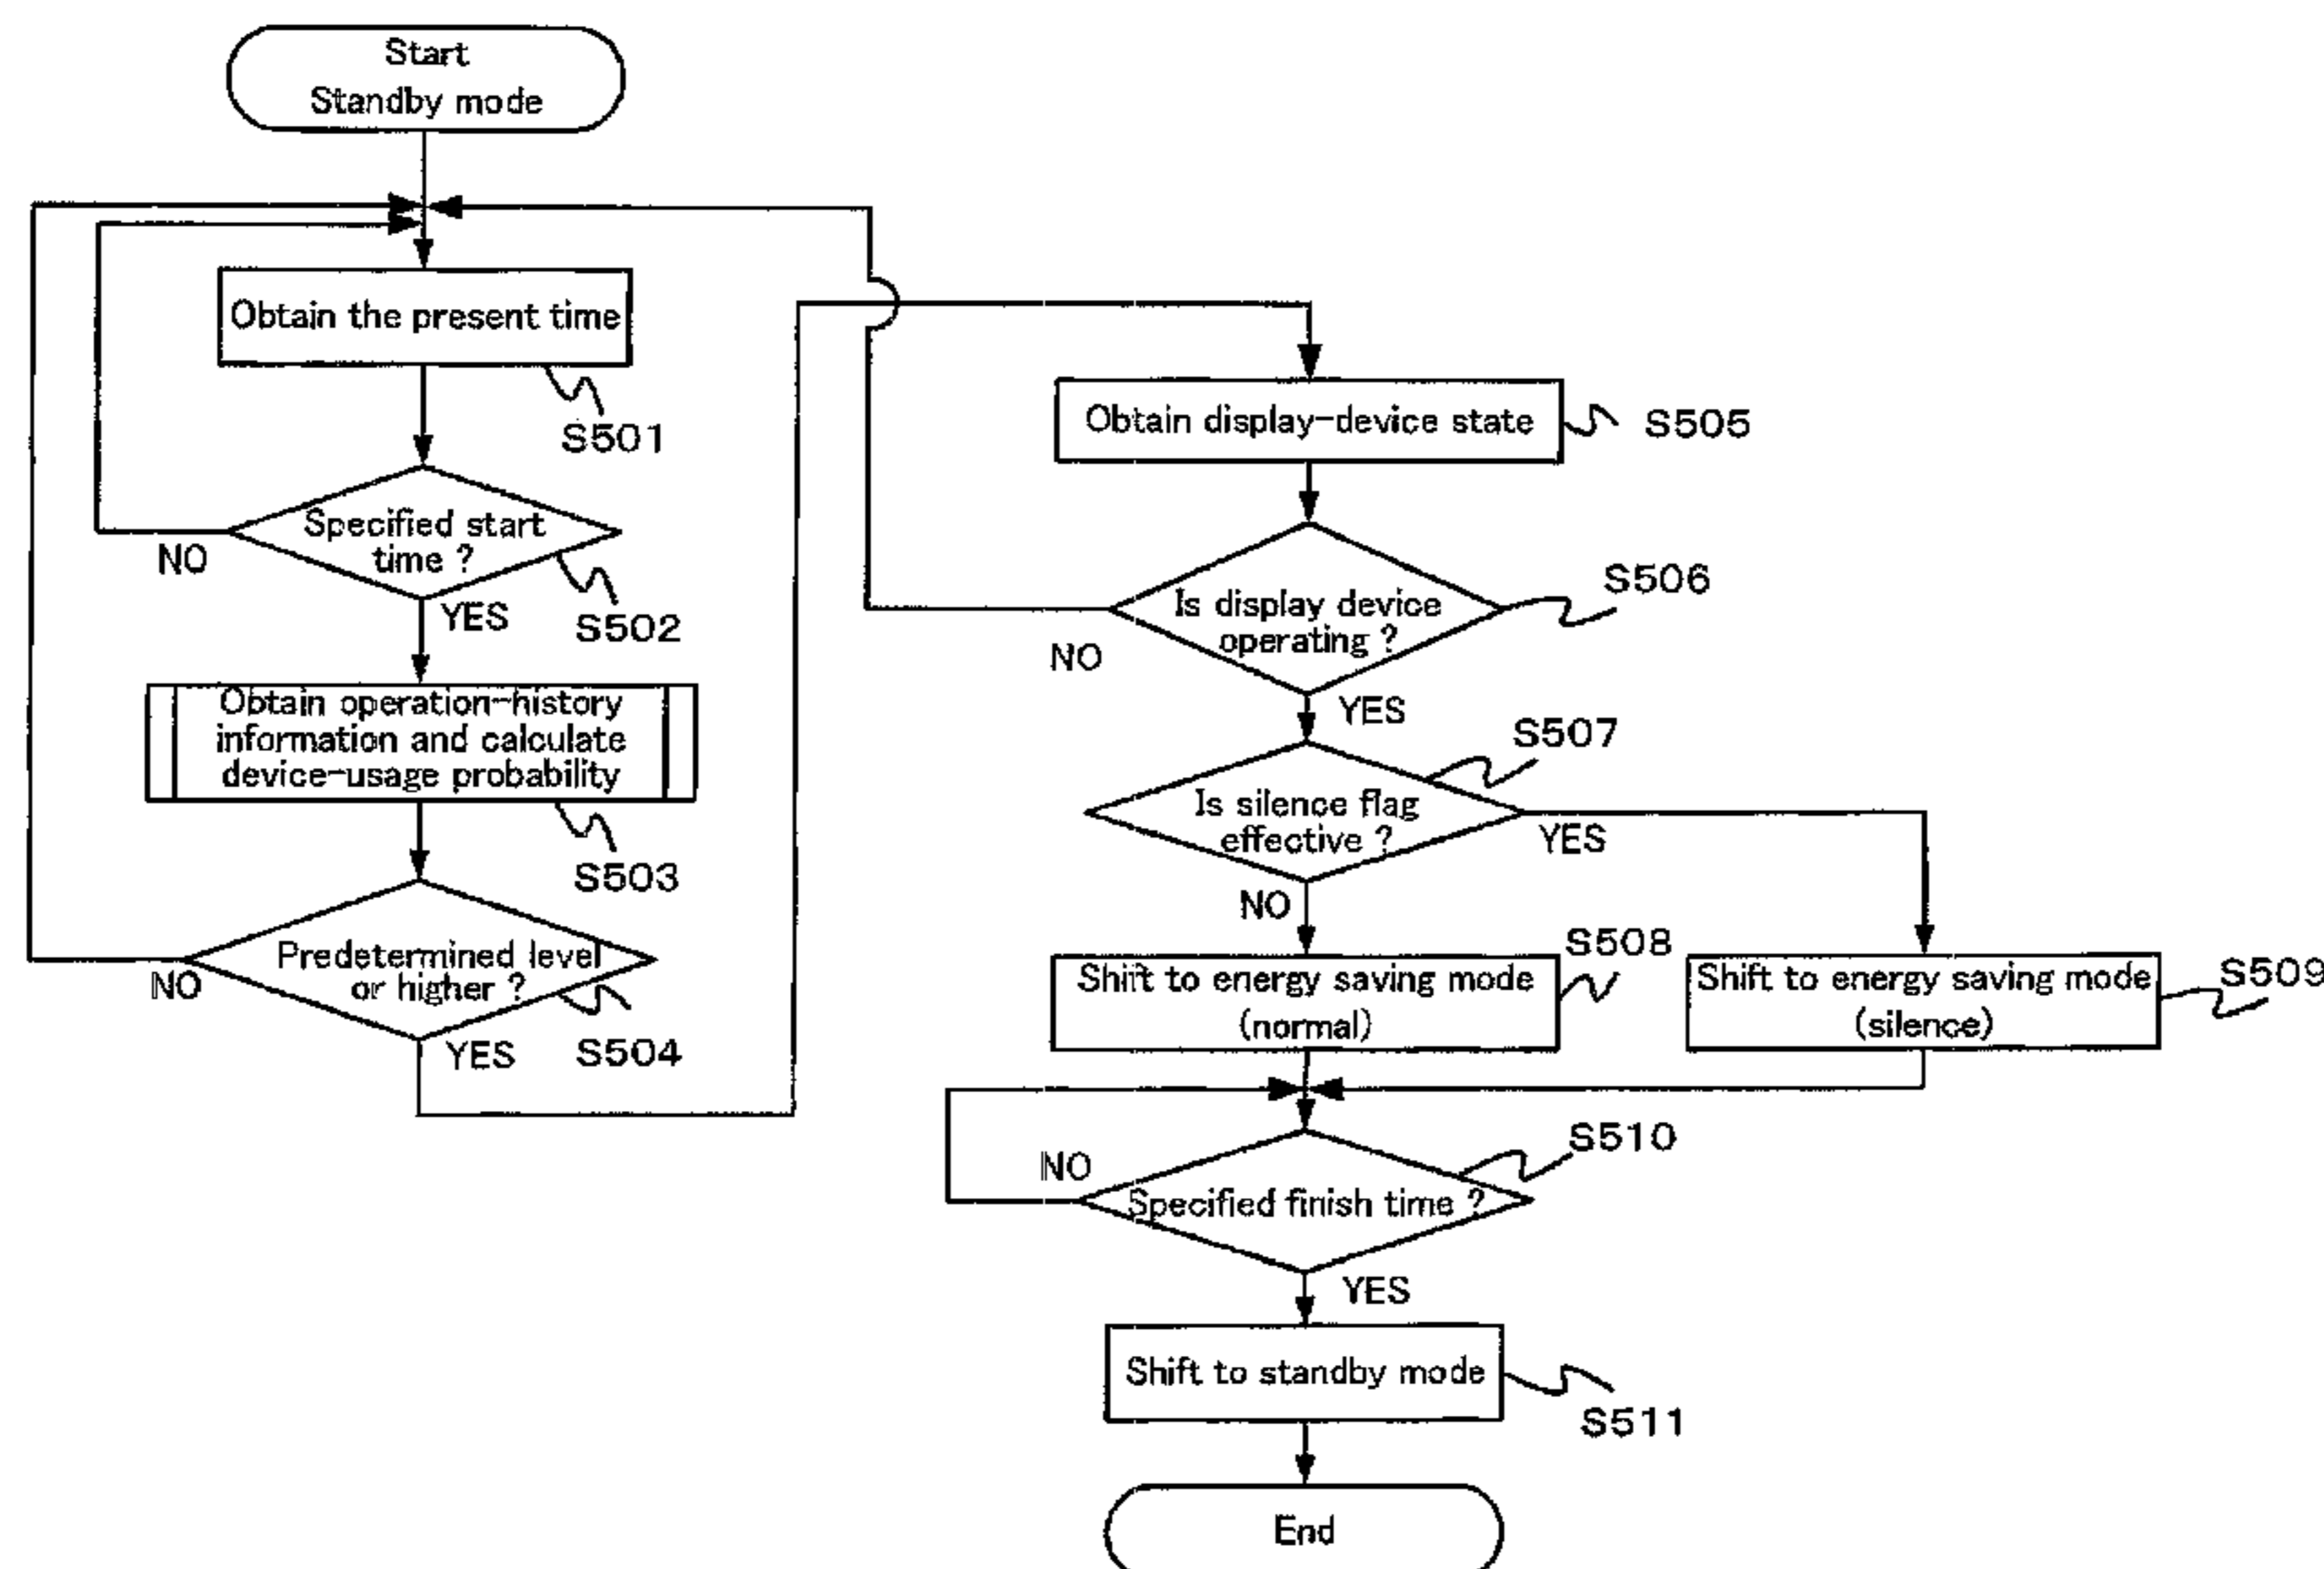 Start
Standby mode
Obtain the present time
S501
Specified start
time ?
NO
YES
S502
Obtain operation-history
information and calculate
device-usage probability
S503
Predetermined level
or higher ?
NO
YES
S504
Obtain display-device state
S505
Is display device
operating ?
S506
NO
YES
Is silence flag
effective ?
S507
YES
NO
Shift to energy saving mode
(normal)
S508
Shift to energy saving mode
(silence)
S509
Specified finish time ?
S510
NO
YES
Shift to standby mode
S511
End